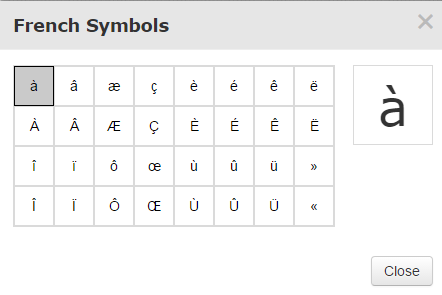 French Symbols ×
à â æ ç è é ê ë
à
À Â Æ Ç È É Ê Ë
î ï ô œ ù û ü »
Î Ï Ô Œ Ù Û Ü «
Close